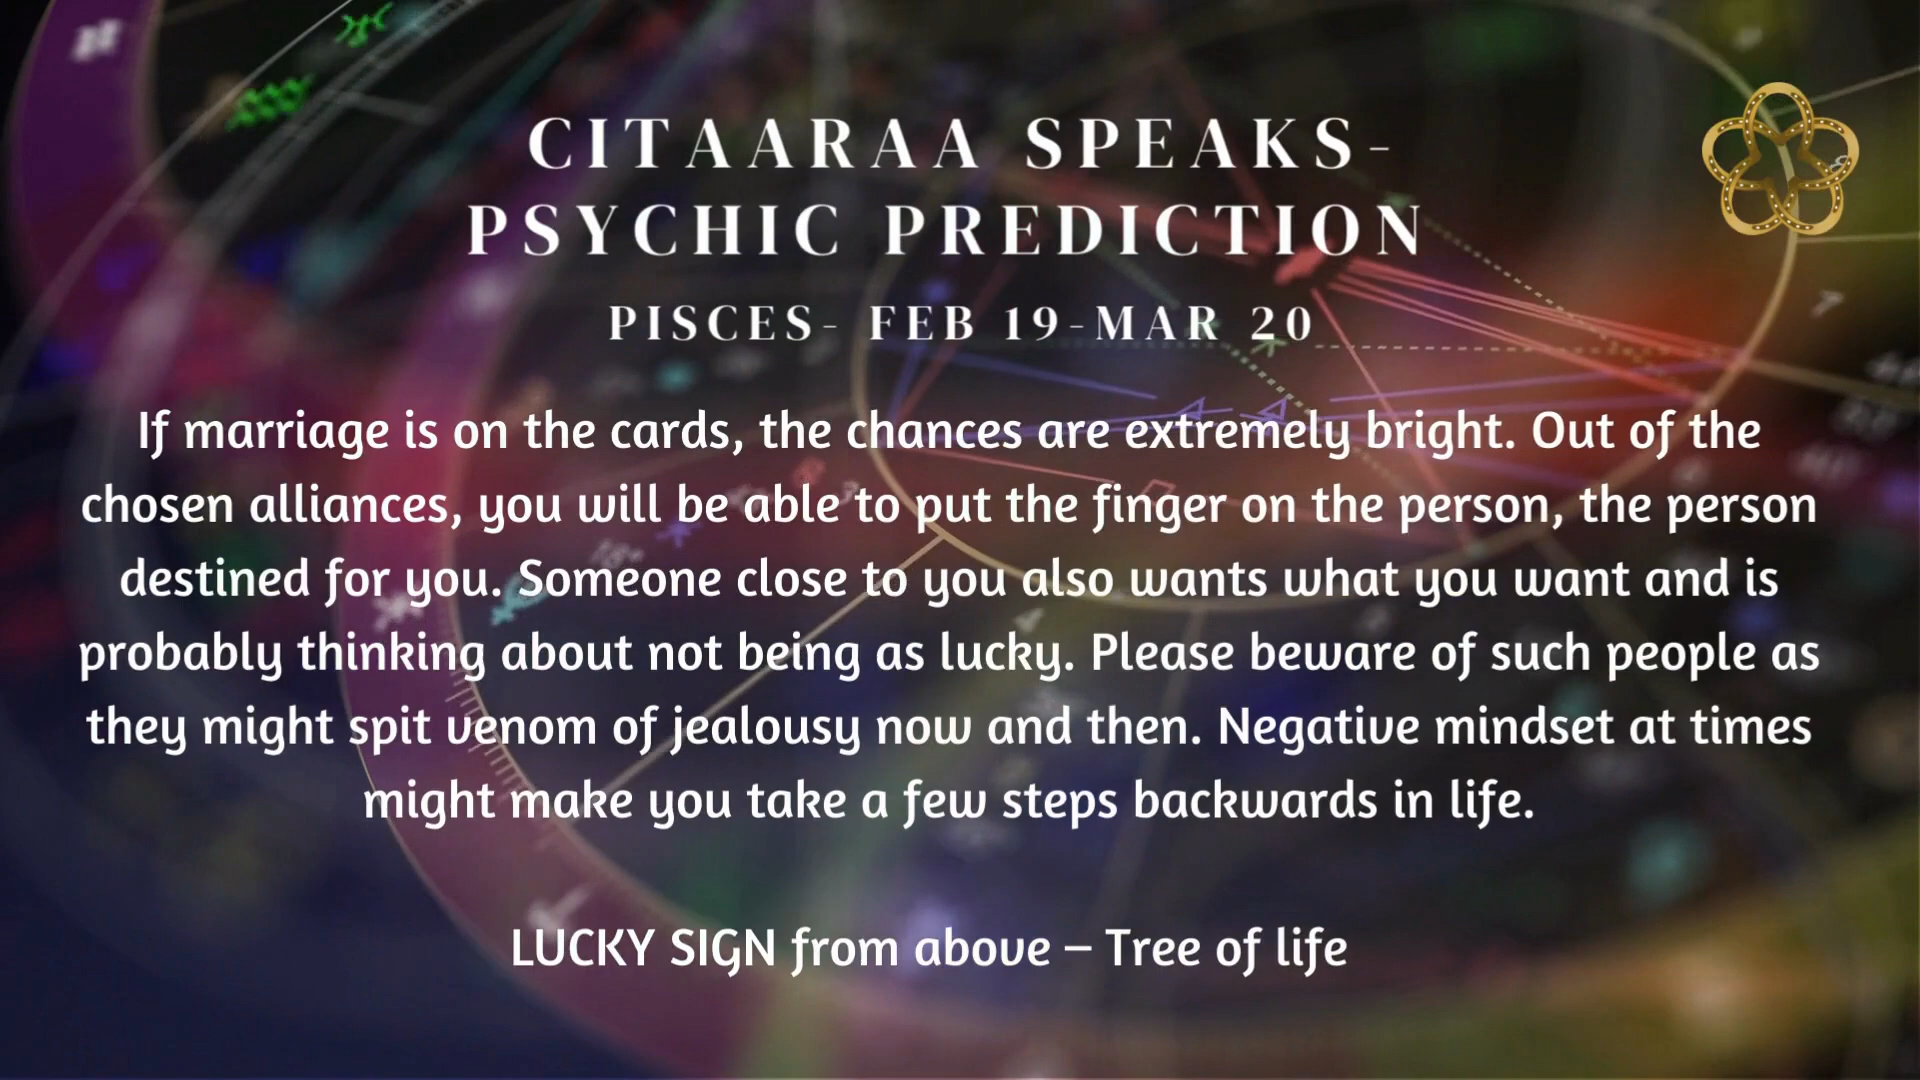 CITAARAA SPEAKS-
PSYCHIC PREDICTION
PISCES- FEB 19-MAR 20
If marriage is on the cards, the chances are extremely bright. Out of the
chosen alliances, you will be able to put the finger on the person, the person
destined for you. Someone close to you also wants what you want and is
probably thinking about not being as lucky. Please beware of such people as
they might spit venom of jealousy now and then. Negative mindset at times
might make you take a few steps backwards in life.
LUCKY SIGN from above – Tree of life